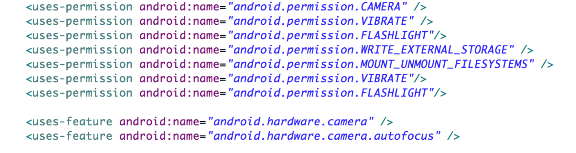 <uses-permission android:name="android.permission.CAMERA" />
<uses-permission android:name="android.permission.VIBRATE" />
<uses-permission android:name="android.permission.FLASHLIGHT"/>
<uses-permission android:name="android.permission.WRITE_EXTERNAL_STORAGE" />
<uses-permission android:name="android.permission.MOUNT_UNMOUNT_FILESYSTEMS" />
<uses-permission android:name="android.permission.VIBRATE"/>
<uses-permission android:name="android.permission.FLASHLIGHT"/>
<uses-feature android:name="android.hardware.camera" />
<uses-feature android:name="android.hardware.camera.autofocus" />